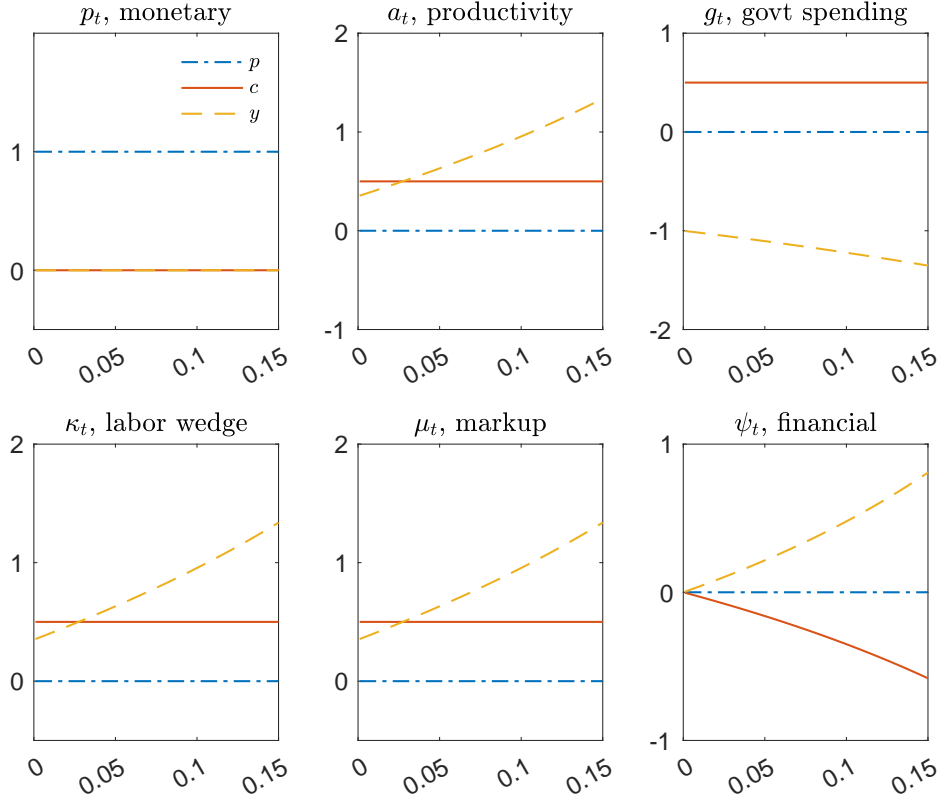 p_t, monetary
p
c
y
1
0
0 0.05 0.1 0.15
a_t, productivity
2
1
0
-1
0 0.05 0.1 0.15
g_t, govt spending
1
0
-1
-2
0 0.05 0.1 0.15
κ_t, labor wedge
2
1
0
0 0.05 0.1 0.15
μ_t, markup
2
1
0
0 0.05 0.1 0.15
ψ_t, financial
1
0
-1
0 0.05 0.1 0.15